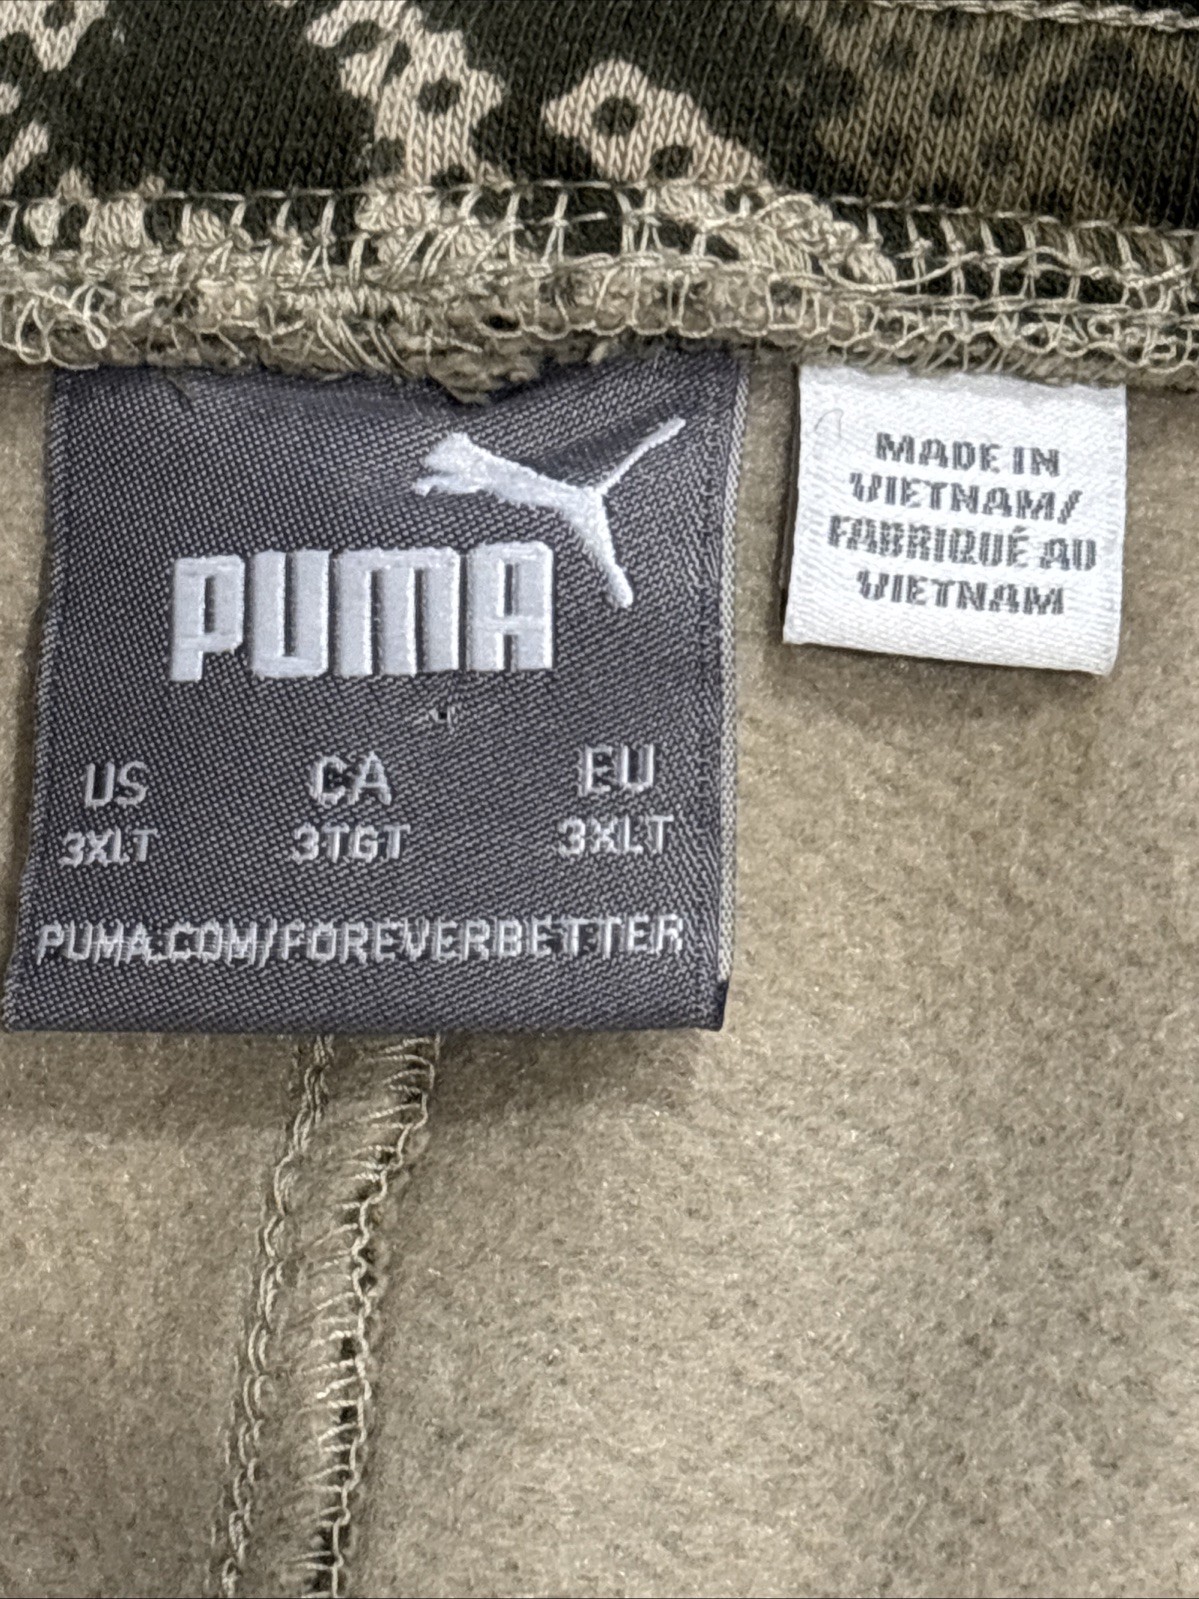 PUMA
US CA EU
3XLT 3TGT 3XLT
PUMA.COM/FOREVERBETTER
MADE IN
VIETNAM/
FABRIQUÉ AU
VIETNAM